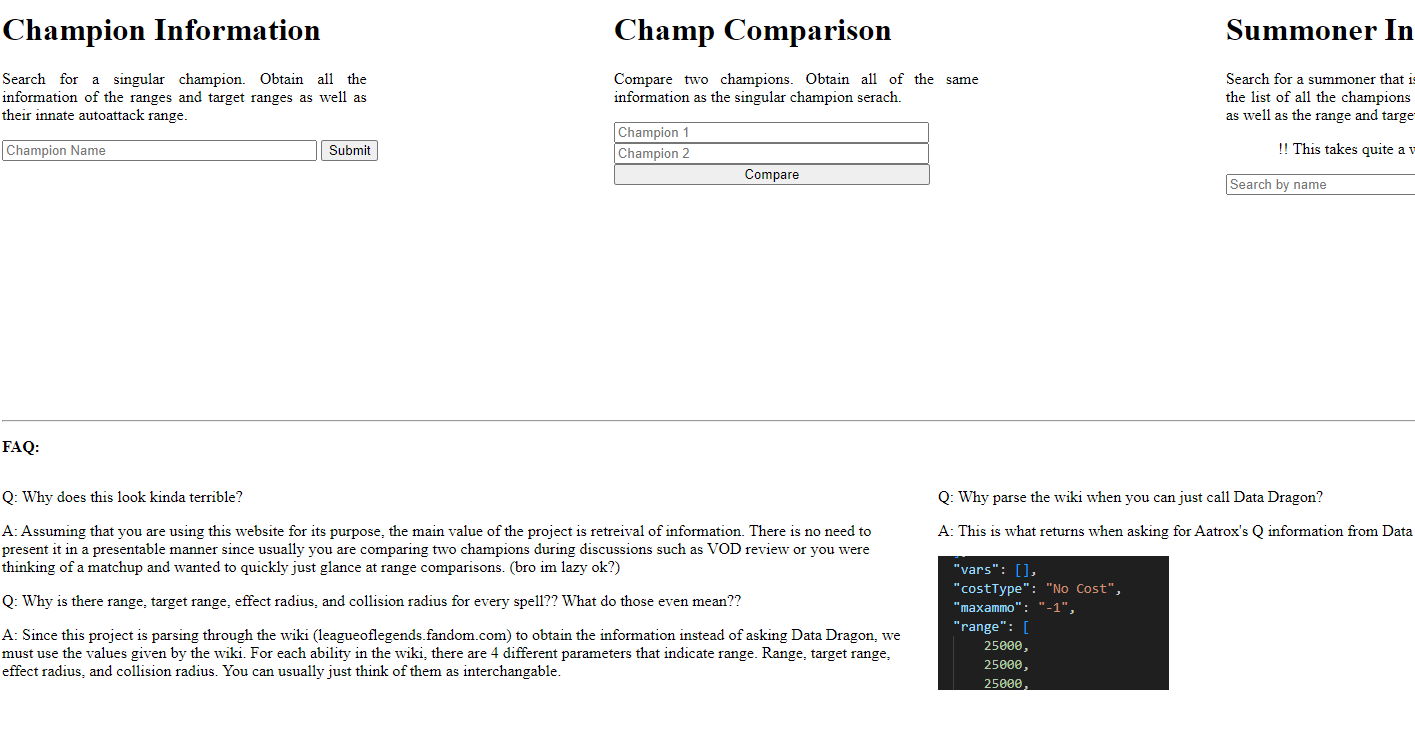 Champion Information
Search for a singular champion. Obtain all the
information of the ranges and target ranges as well as
their innate autoattack range.
Champion Name
Submit
Champ Comparison
Compare two champions. Obtain all of the same
information as the singular champion serach.
Champion 1
Champion 2
Compare
Summoner In
Search for a summoner that is
the list of all the champions
as well as the range and targe
!! This takes quite a w
Search by name
FAQ:
Q: Why does this look kinda terrible?
A: Assuming that you are using this website for its purpose, the main value of the project is retreival of information. There is no need to
present it in a presentable manner since usually you are comparing two champions during discussions such as VOD review or you were
thinking of a matchup and wanted to quickly just glance at range comparisons. (bro im lazy ok?)
Q: Why is there range, target range, effect radius, and collision radius for every spell?? What do those even mean??
A: Since this project is parsing through the wiki (leagueoflegends.fandom.com) to obtain the information instead of asking Data Dragon, we
must use the values given by the wiki. For each ability in the wiki, there are 4 different parameters that indicate range. Range, target range,
effect radius, and collision radius. You can usually just think of them as interchangable.
Q: Why parse the wiki when you can just call Data Dragon?
A: This is what returns when asking for Aatrox's Q information from Data
"vars": [],
"costType": "No Cost",
"maxammo": "-1",
"range": [
25000,
25000,
25000,